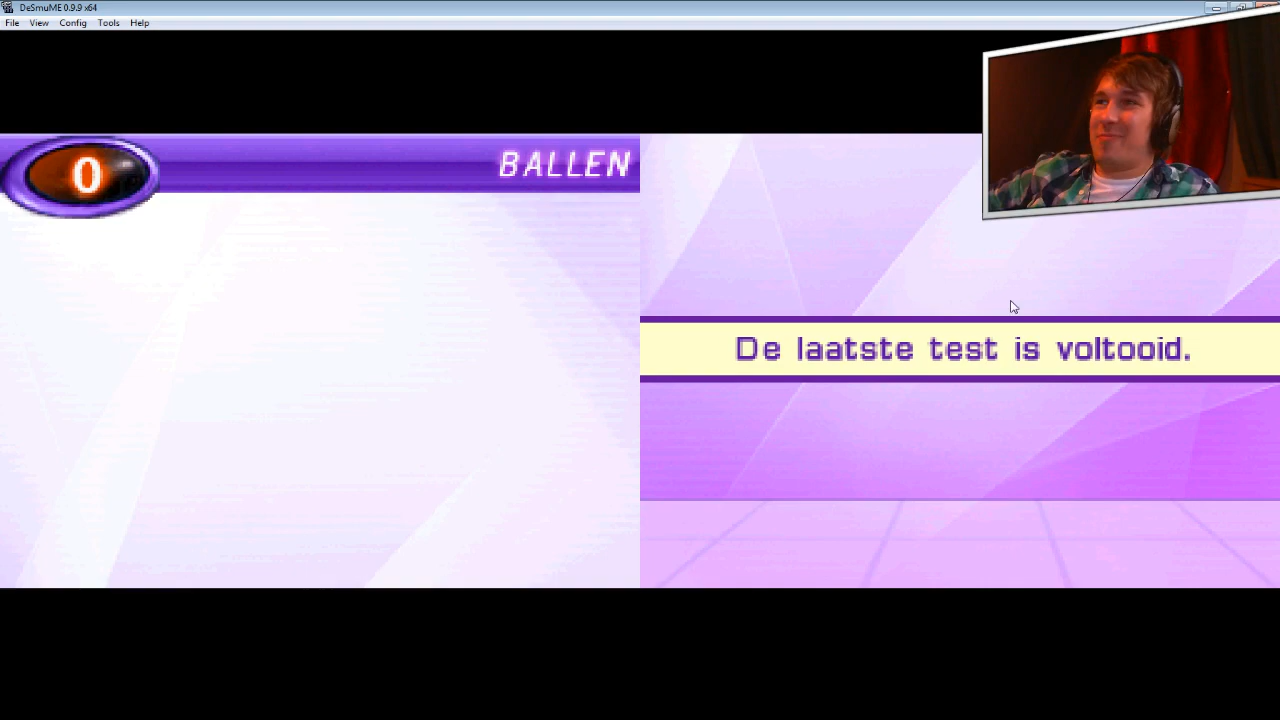 DeSmuME 0.9.9 x64
File View Config Tools Help
0
BALLEN
De laatste test is voltooid.